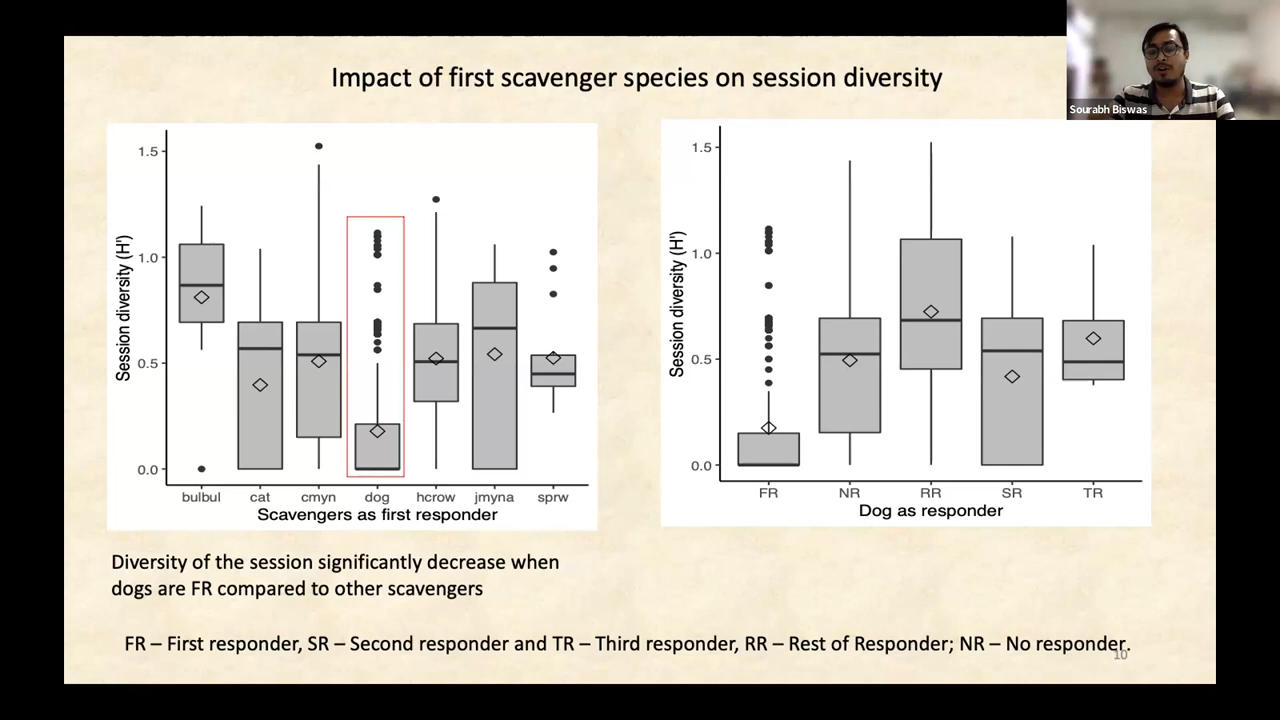 Impact of first scavenger species on session diversity
Sourabh Biswas
1.5
1.0
0.5
0.0
Session diversity (H')
bulbul cat cmyn dog hcrow jmyna sprw
Scavengers as first responder
1.5
1.0
0.5
0.0
Session diversity (H')
FR NR RR SR TR
Dog as responder
Diversity of the session significantly decrease when
dogs are FR compared to other scavengers
FR – First responder, SR – Second responder and TR – Third responder, RR – Rest of Responder; NR – No responder.
10